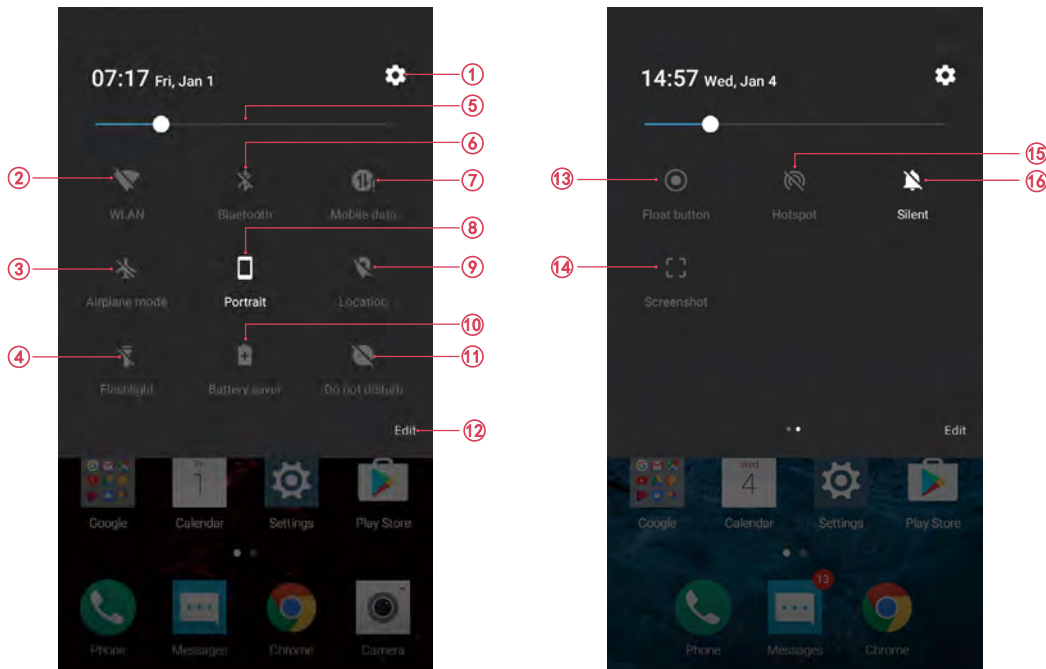 07:17 Fri, Jan 1
①
⑤
⑥
②
⑦
WLAN
Bluetooth
Mobile data
⑧
③
⑨
Airplane mode
Portrait
Location
⑩
④
⑪
Flashlight
Battery saver
Do not disturb
Edit
⑫
Fri
1
Google
Calendar
Settings
Play Store
Phone
Messages
Chrome
Camera
14:57 Wed, Jan 4
⑮
⑬
⑯
Float button
Hotspot
Silent
⑭
Screenshot
Edit
Wed
4
Google
Calendar
Settings
Play Store
13
Phone
Messages
Chrome